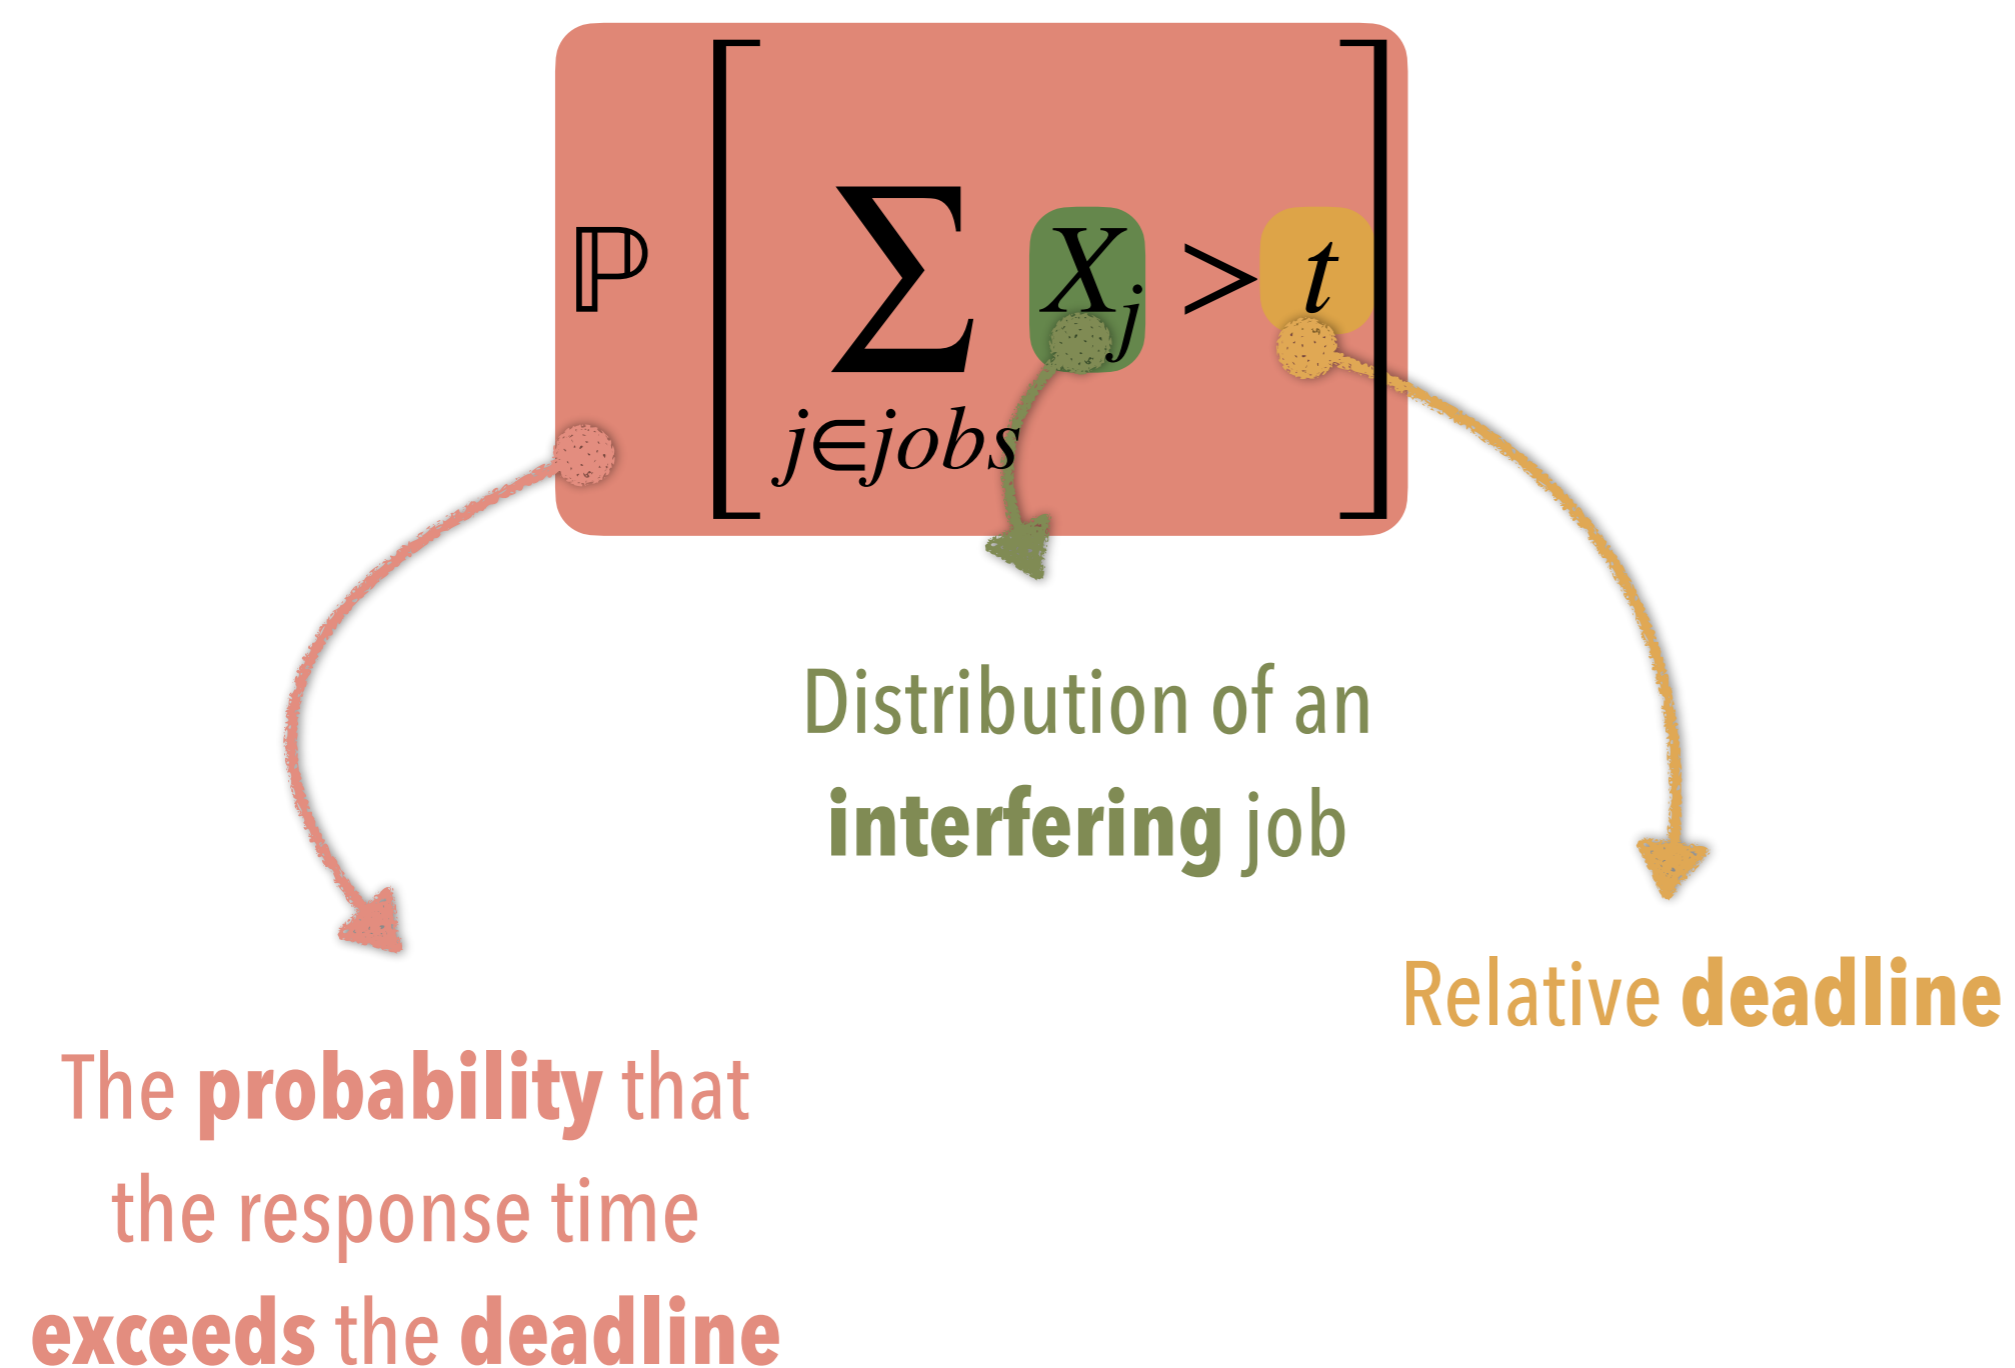 ℙ [ ∑ X_j > t ]
j∈jobs
Distribution of an
interfering job
Relative deadline
The probability that
the response time
exceeds the deadline